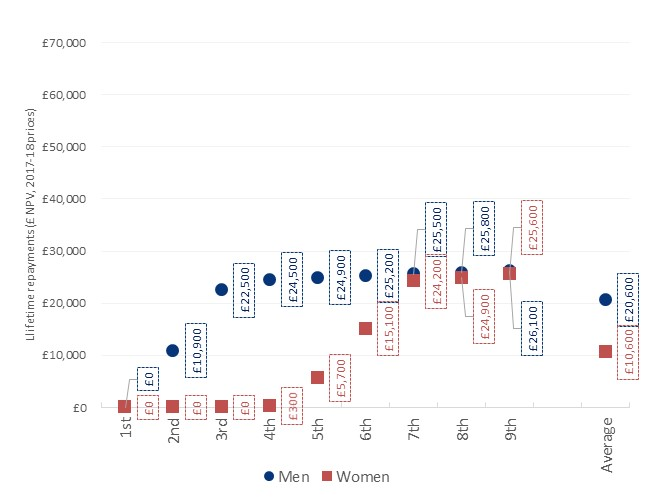 £70,000
£60,000
£50,000
£40,000
£30,000
£20,000
£10,000
£0
LIifetime repayments (£ NPV, 2017-18 prices)
£0
£10,900
£22,500
£24,500
£24,900
£25,200
£25,500
£25,800
£26,100
£20,600
£0
£0
£0
£300
£5,700
£15,100
£24,200
£24,900
£25,600
£10,600
1st
2nd
3rd
4th
5th
6th
7th
8th
9th
Average
Men
Women